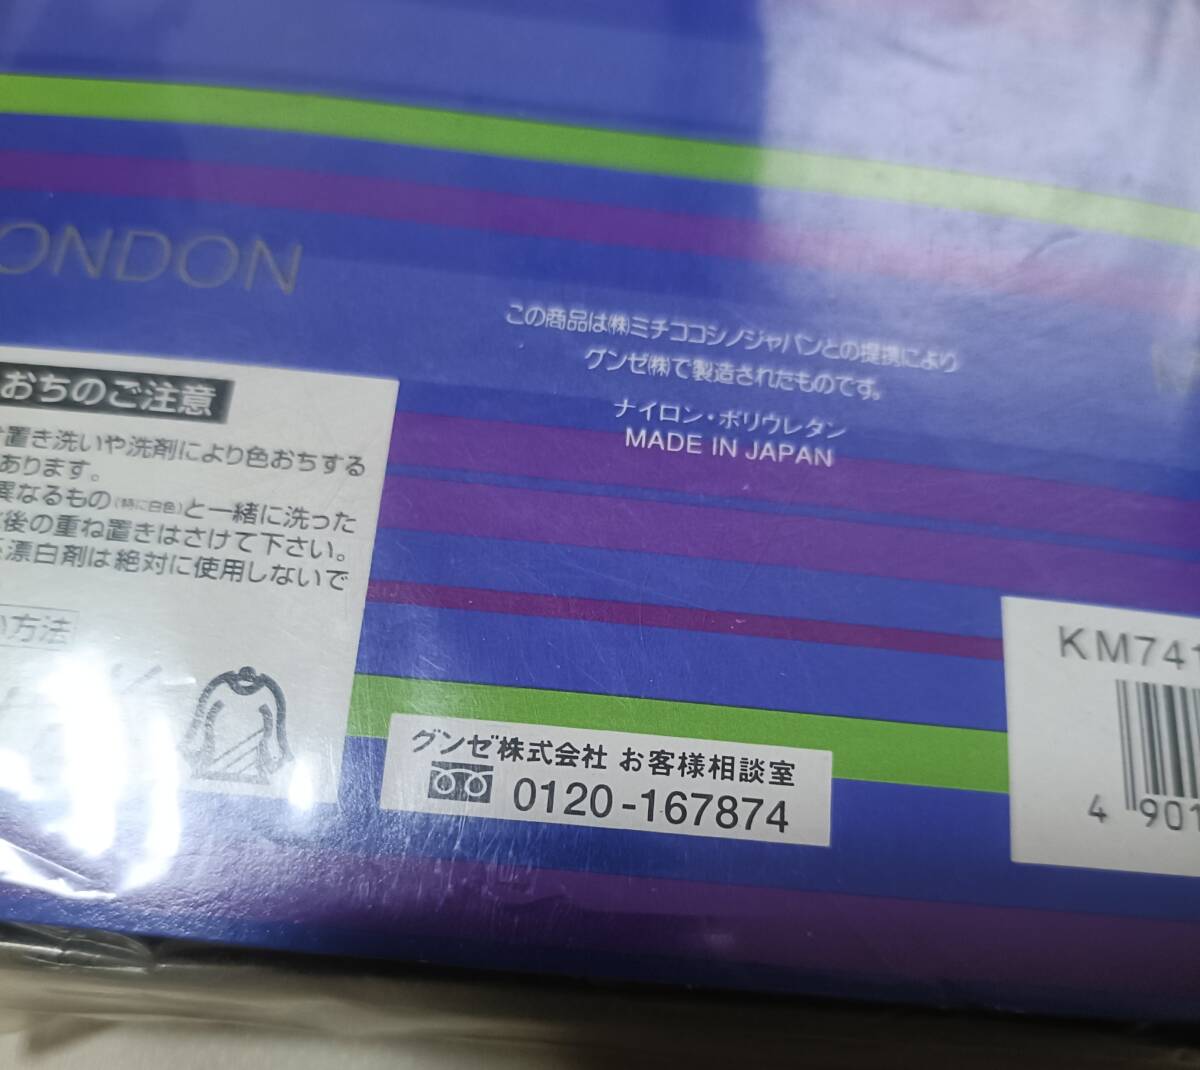 ONDON
この商品は㈱ミチココシノジャパンとの提携により
グンゼ㈱で製造されたものです。
ナイロン・ポリウレタン
MADE IN JAPAN
おちのご注意
置き洗いや洗剤により色おちする
あります。
異なるもの(特に白色)と一緒に洗った
後の重ね置きはさけて下さい。
漂白剤は絶対に使用しないで
方法
グンゼ株式会社 お客様相談室
0120-167874
KM741
4 901